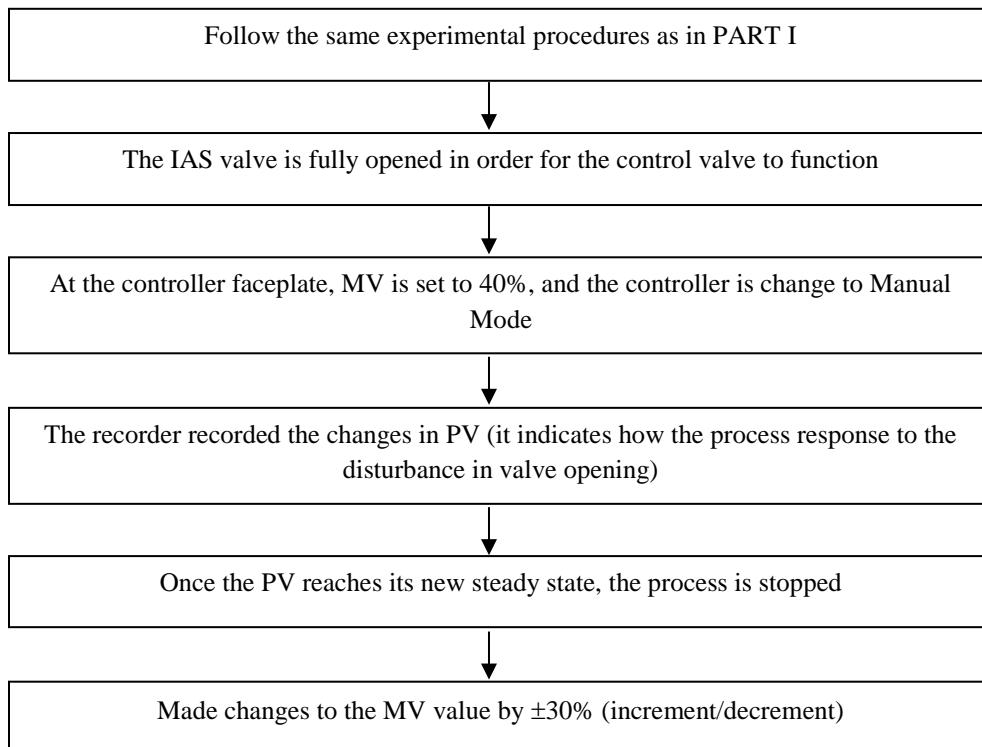 Follow the same experimental procedures as in PART I
The IAS valve is fully opened in order for the control valve to function
At the controller faceplate, MV is set to 40%, and the controller is change to Manual
Mode
The recorder recorded the changes in PV (it indicates how the process response to the
disturbance in valve opening)
Once the PV reaches its new steady state, the process is stopped
Made changes to the MV value by ±30% (increment/decrement)